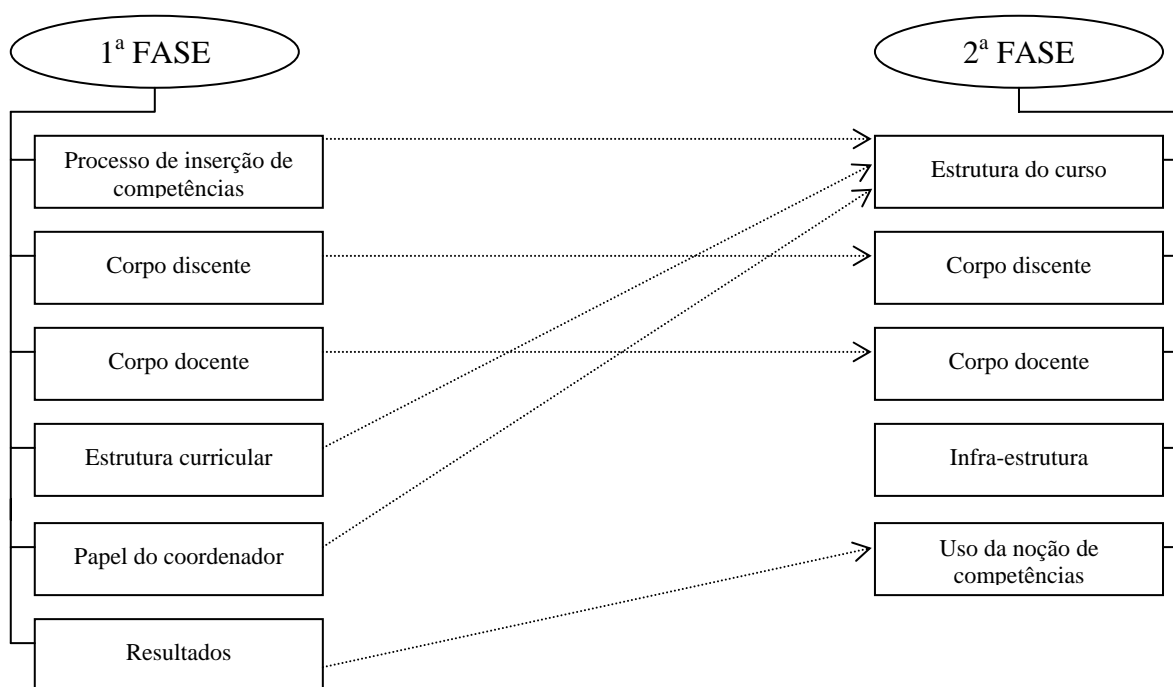 1ª FASE
Processo de inserção de
competências
Corpo discente
Corpo docente
Estrutura curricular
Papel do coordenador
Resultados
2ª FASE
Estrutura do curso
Corpo discente
Corpo docente
Infra-estrutura
Uso da noção de
competências